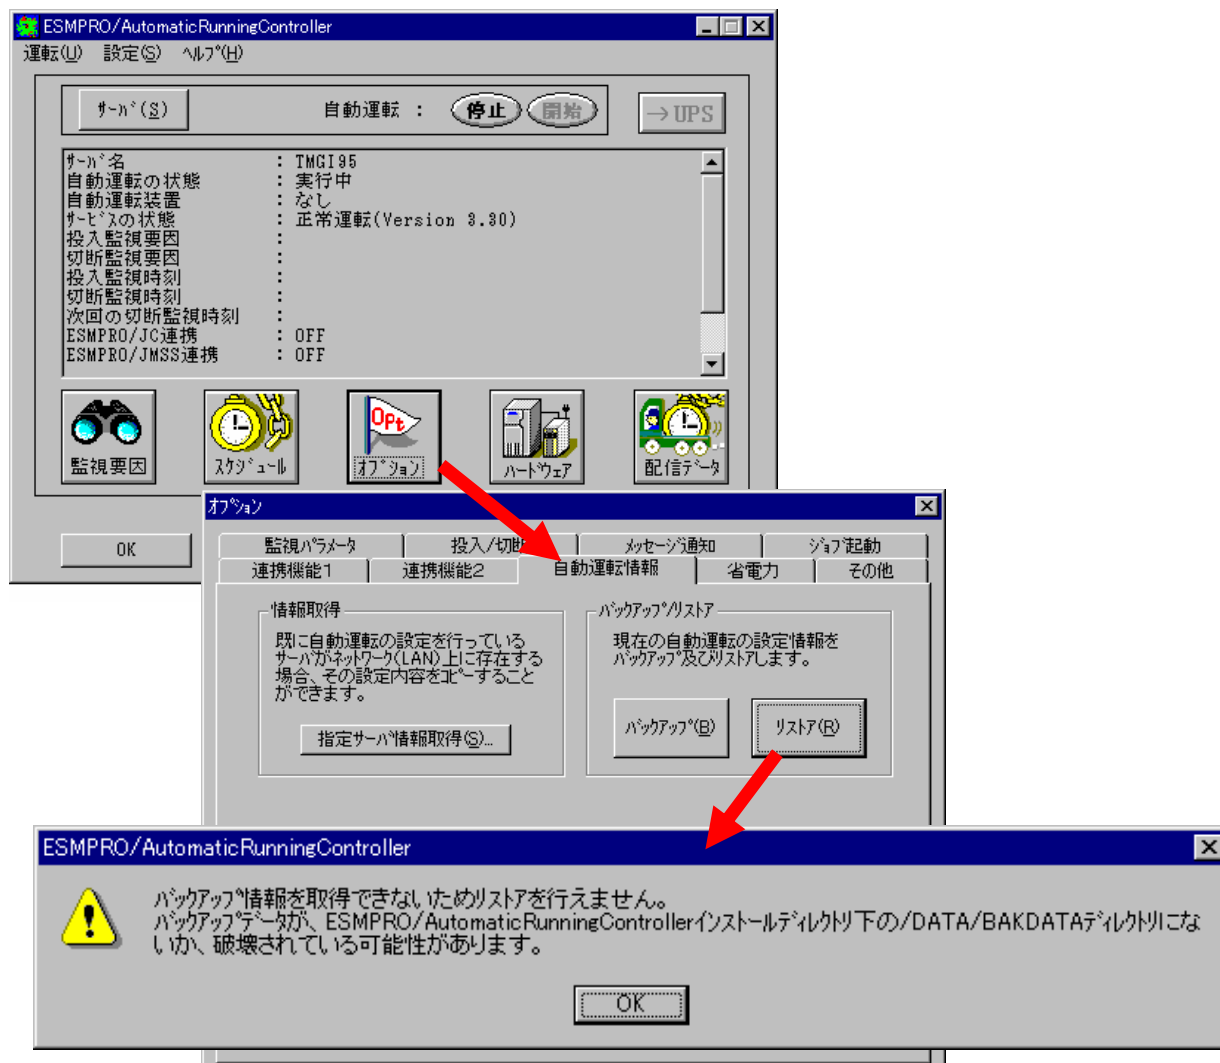 ESMPRO/AutomaticRunningController
運転(U) 設定(S) ﾍﾙﾌﾟ(H)
ｻｰﾊﾞ(S) 自動運転 : 停止 開始 →UPS
ｻｰﾊﾞ名 : TMGI95
自動運転の状態 : 実行中
自動運転装置 : なし
ｻｰﾋﾞｽの状態 : 正常運転(Version 3.30)
投入監視要因 :
切断監視要因 :
投入監視時刻 :
切断監視時刻 :
次回の切断監視時刻 :
ESMPRO/JC連携 : OFF
ESMPRO/JMSS連携 : OFF
監視要因 ｽｹｼﾞｭｰﾙ OPt ｵﾌﾟｼｮﾝ ﾊｰﾄﾞｳｪｱ 配信ﾃﾞｰﾀ
OK
ｵﾌﾟｼｮﾝ
監視ﾊﾟﾗﾒｰﾀ 投入/切断 ﾒｯｾｰｼﾞ通知 ｼﾞｮﾌﾞ起動
連携機能1 連携機能2 自動運転情報 省電力 その他
情報取得 ﾊﾞｯｸｱｯﾌﾟ/ﾘｽﾄｱ
既に自動運転の設定を行っている
ｻｰﾊﾞがﾈｯﾄﾜｰｸ(LAN)上に存在する
場合、その設定内容をｺﾋﾟｰすること
ができます。
現在の自動運転の設定情報を
ﾊﾞｯｸｱｯﾌﾟ及びﾘｽﾄｱします。
指定ｻｰﾊﾞ情報取得(S)... ﾊﾞｯｸｱｯﾌﾟ(B) ﾘｽﾄｱ(R)
ESMPRO/AutomaticRunningController
ﾊﾞｯｸｱｯﾌﾟ情報を取得できないためﾘｽﾄｱを行えません。
ﾊﾞｯｸｱｯﾌﾟﾃﾞｰﾀが、ESMPRO/AutomaticRunningControllerｲﾝｽﾄｰﾙﾃﾞｨﾚｸﾄﾘ下の/DATA/BAKDATAﾃﾞｨﾚｸﾄﾘにな
いか、破壊されている可能性があります。
OK